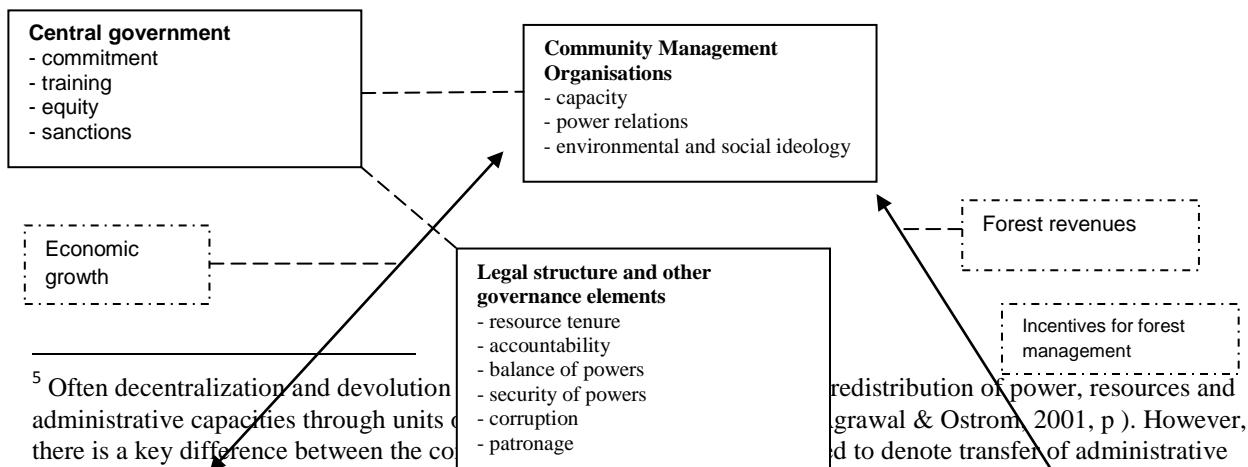 Central government
- commitment
- training
- equity
- sanctions
Community Management
Organisations
- capacity
- power relations
- environmental and social ideology
Economic
growth
Forest revenues
Legal structure and other
governance elements
- resource tenure
- accountability
- balance of powers
- security of powers
- corruption
- patronage
Incentives for forest
management
5 Often decentralization and devolution redistribution of power, resources and
administrative capacities through units & Ostrom, 2001, p ). However,
there is a key difference between the to denote transfer of administrative